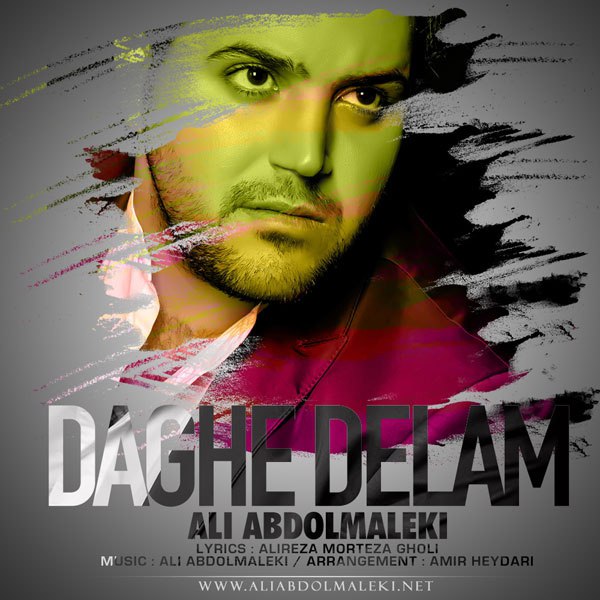 DAGHE DELAM
ALI ABDOLMALEKI
LYRICS : ALIREZA MORTEZA GHOLI
MUSIC : ALI ABDOLMALEKI / ARRANGEMENT : AMIR HEYDARI
WWW.ALIABDOLMALEKI.NET